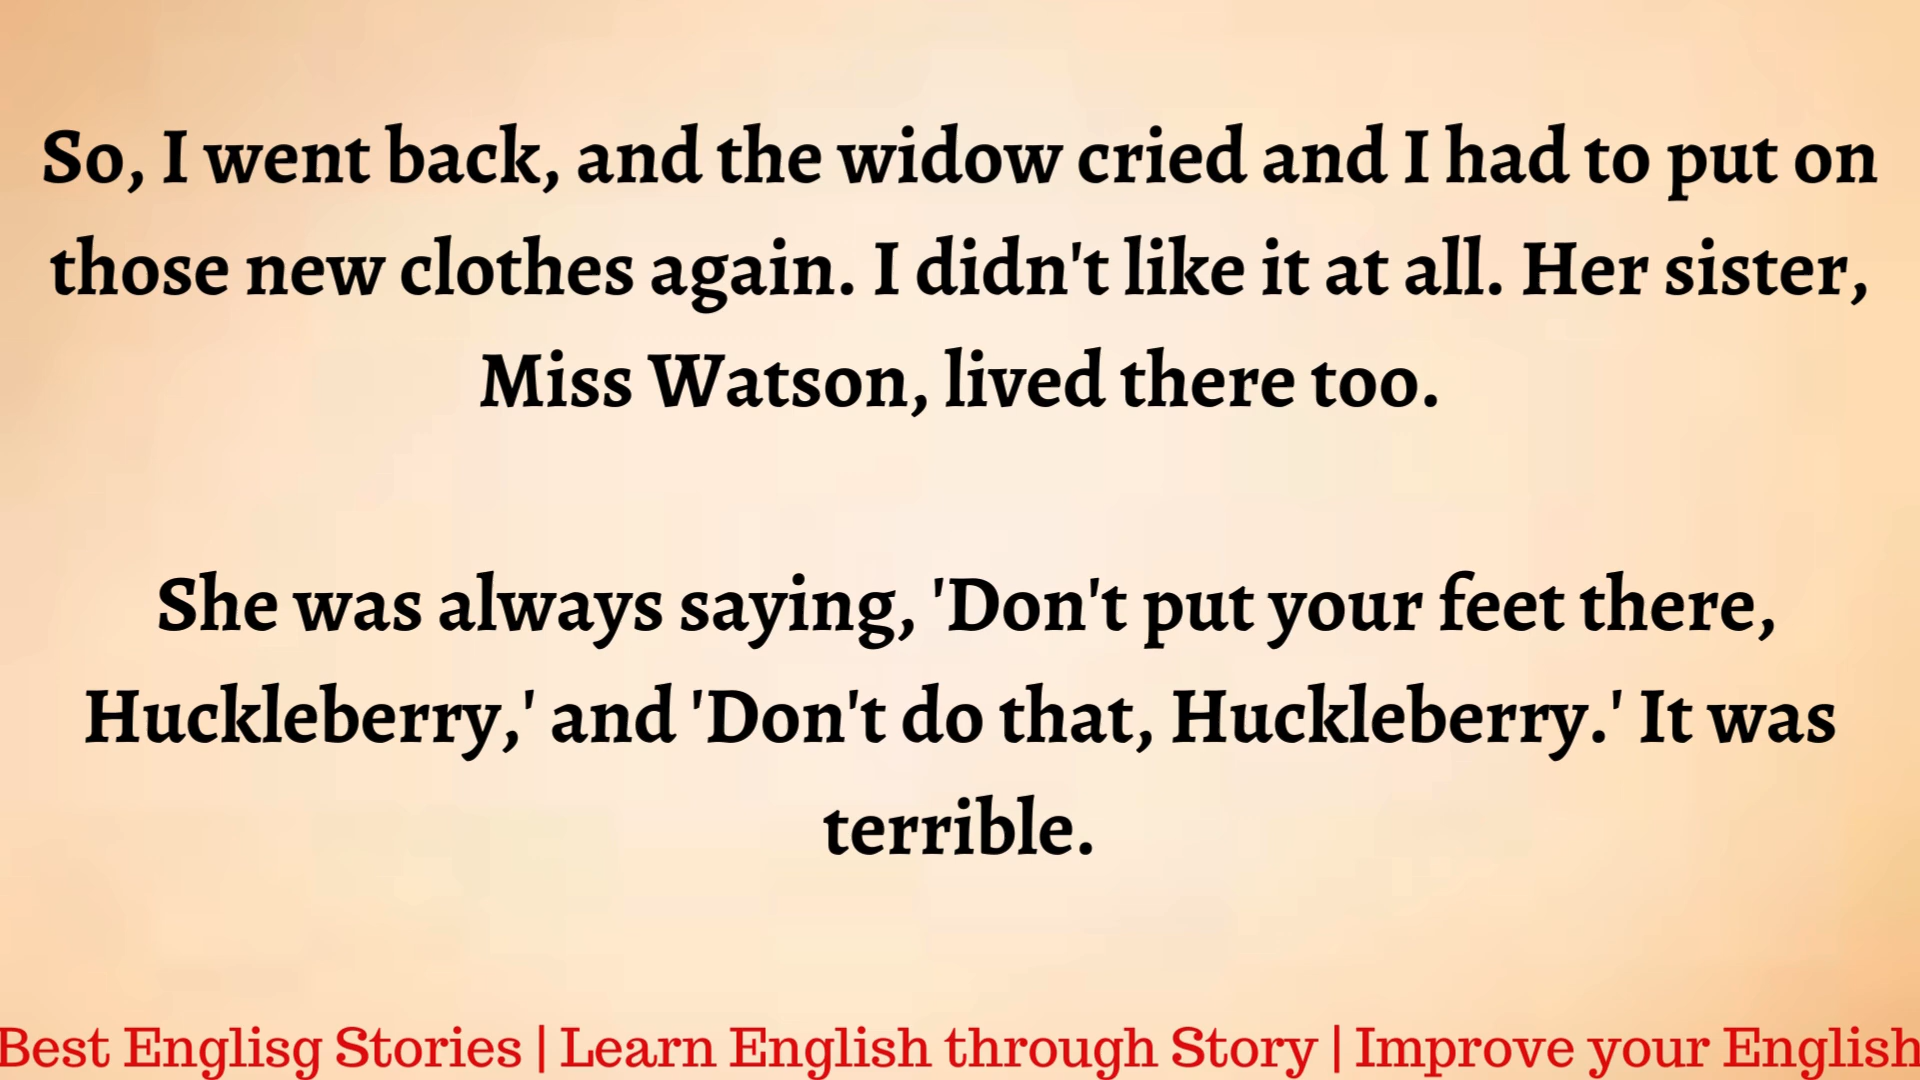 So, I went back, and the widow cried and I had to put on
those new clothes again. I didn't like it at all. Her sister,
Miss Watson, lived there too.
She was always saying, 'Don't put your feet there,
Huckleberry,' and 'Don't do that, Huckleberry.' It was
terrible.
Best Englisg Stories | Learn English through Story | Improve your English